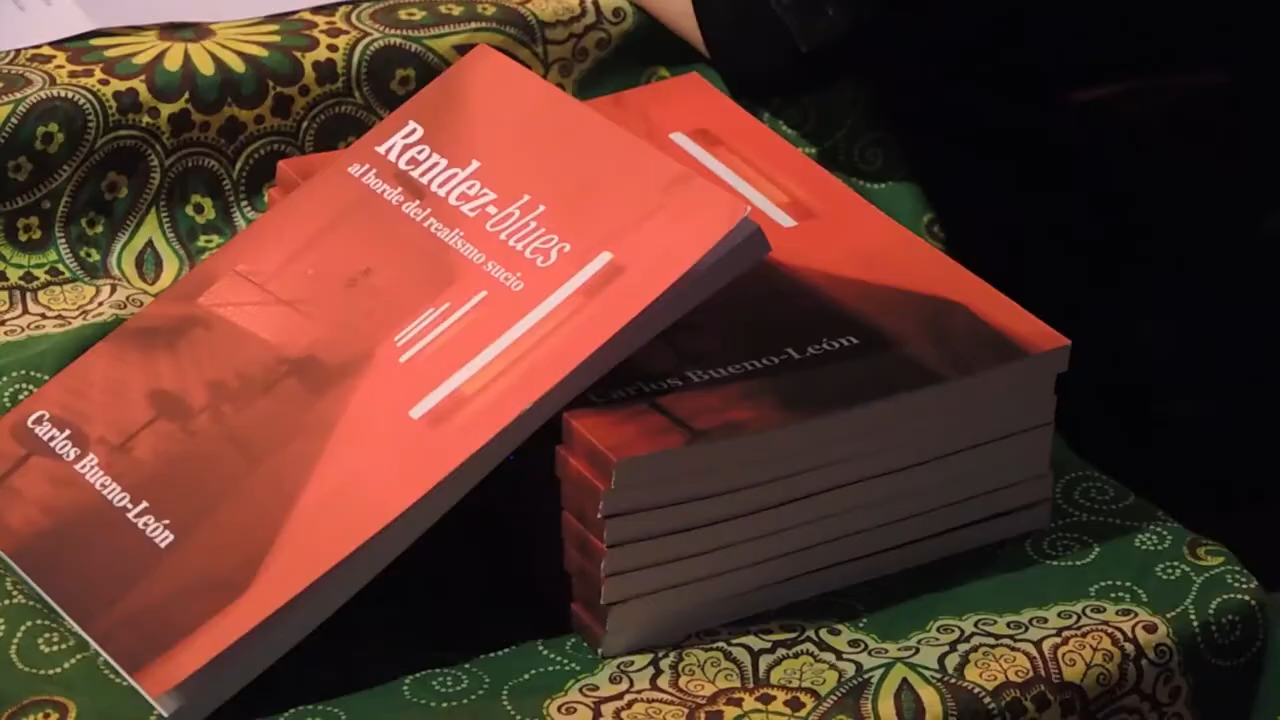 Rendez-blues
al borde del realismo sucio
Carlos Bueno-León
Carlos Bueno-León